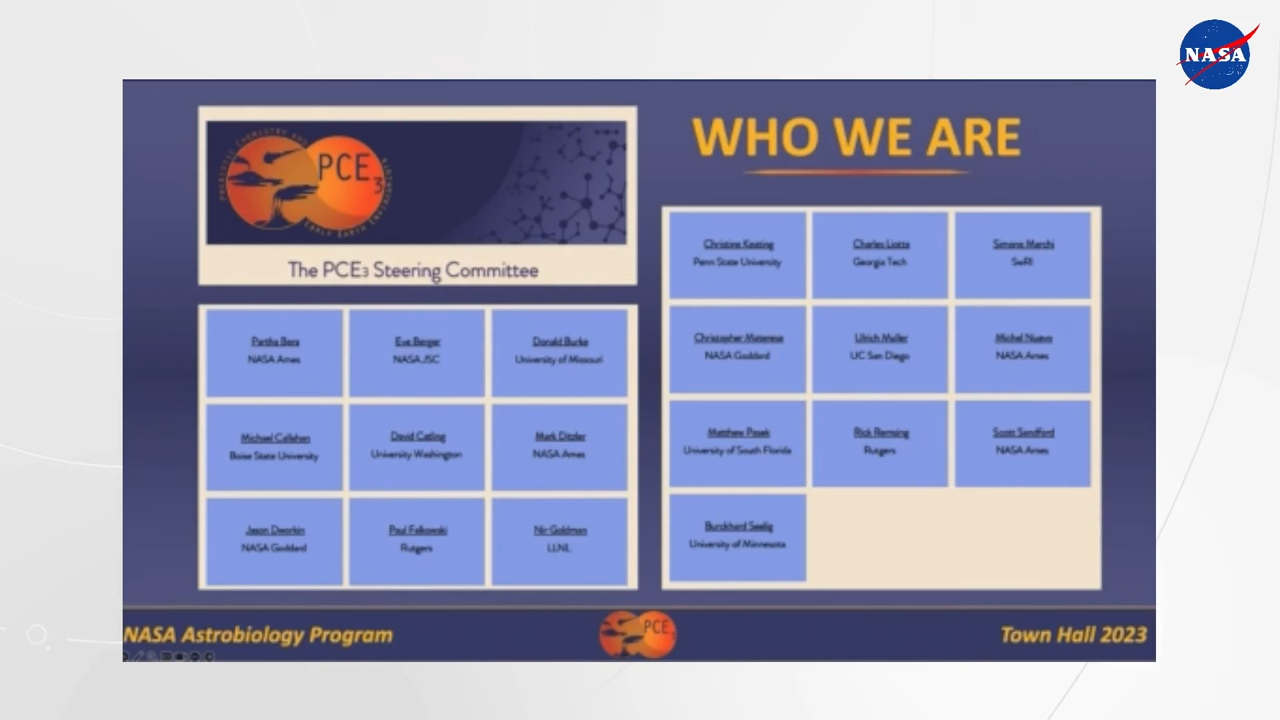 NASA
PCE3
The PCE3 Steering Committee
WHO WE ARE
Partha Bera
NASA Ames
Eve Berger
NASA JSC
Donald Burke
University of Missouri
Michael Callahan
Boise State University
David Catling
University Washington
Mark Ditzler
NASA Ames
Jason Dworkin
NASA Goddard
Paul Falkowski
Rutgers
Nir Goldman
LLNL
Christine Keating
Penn State University
Charles Liotta
Georgia Tech
Simone Marchi
SwRI
Christopher Materese
NASA Goddard
Ulrich Muller
UC San Diego
Michel Nuevo
NASA Ames
Matthew Pasek
University of South Florida
Rick Remsing
Rutgers
Scott Sandford
NASA Ames
Burckhard Seelig
University of Minnesota
NASA Astrobiology Program
PCE3
Town Hall 2023